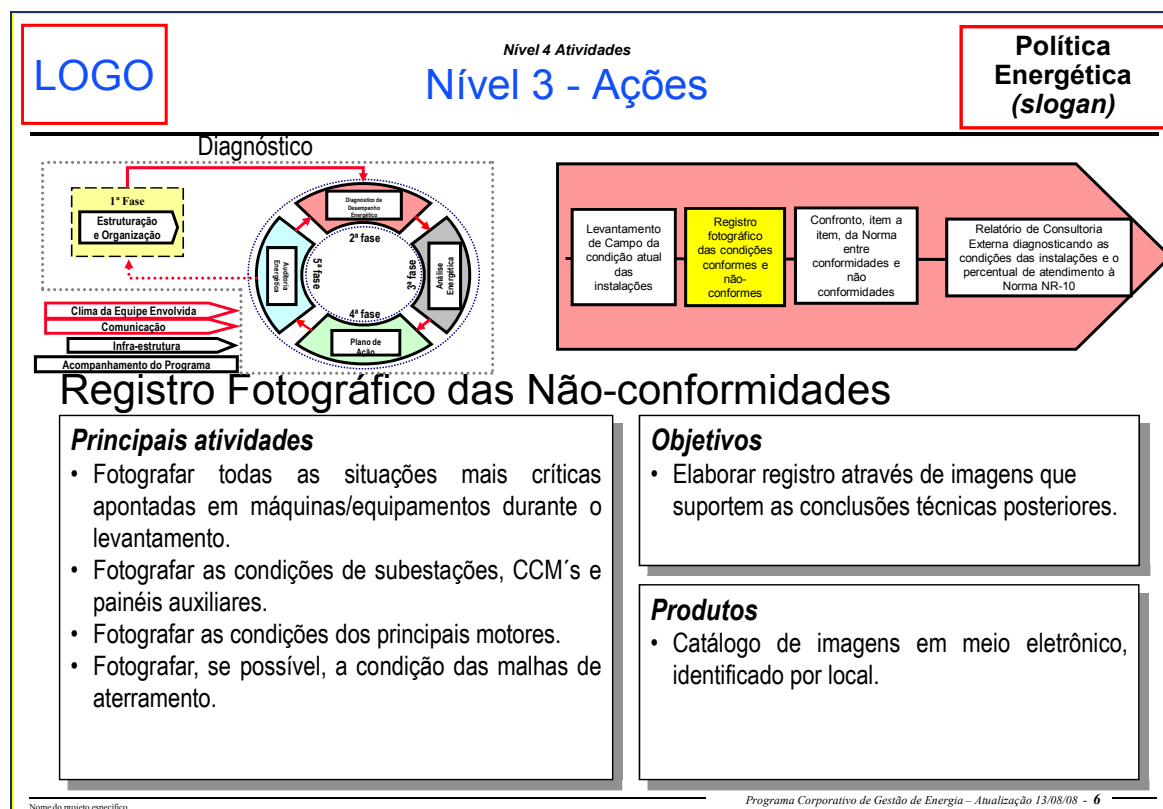 LOGO
Nível 4 Atividades
Nível 3 - Ações
Política
Energética
(slogan)
Diagnóstico
1ª Fase
Estruturação
e Organização
Diagnóstico de
Desempenho
Energético
2ª fase
Análise
Energética
3ª fase
4ª fase
Plano de
Ação
5ª fase
Auditoria
Energética
Clima da Equipe Envolvida
Comunicação
Infra-estrutura
Acompanhamento do Programa
Levantamento
de Campo da
condição atual
das
instalações
Registro
fotográfico
das condições
conformes e
não-
conformes
Confronto, item a
item, da Norma
entre
conformidades e
não
conformidades
Relatório de Consultoria
Externa diagnosticando as
condições das instalações e o
percentual de atendimento à
Norma NR-10
Registro Fotográfico das Não-conformidades
Principais atividades
• Fotografar todas as situações mais críticas
apontadas em máquinas/equipamentos durante o
levantamento.
• Fotografar as condições de subestações, CCM´s e
painéis auxiliares.
• Fotografar as condições dos principais motores.
• Fotografar, se possível, a condição das malhas de
aterramento.
Objetivos
• Elaborar registro através de imagens que
suportem as conclusões técnicas posteriores.
Produtos
• Catálogo de imagens em meio eletrônico,
identificado por local.
Nome do projeto específico
Programa Corporativo de Gestão de Energia – Atualização 13/08/08 - 6